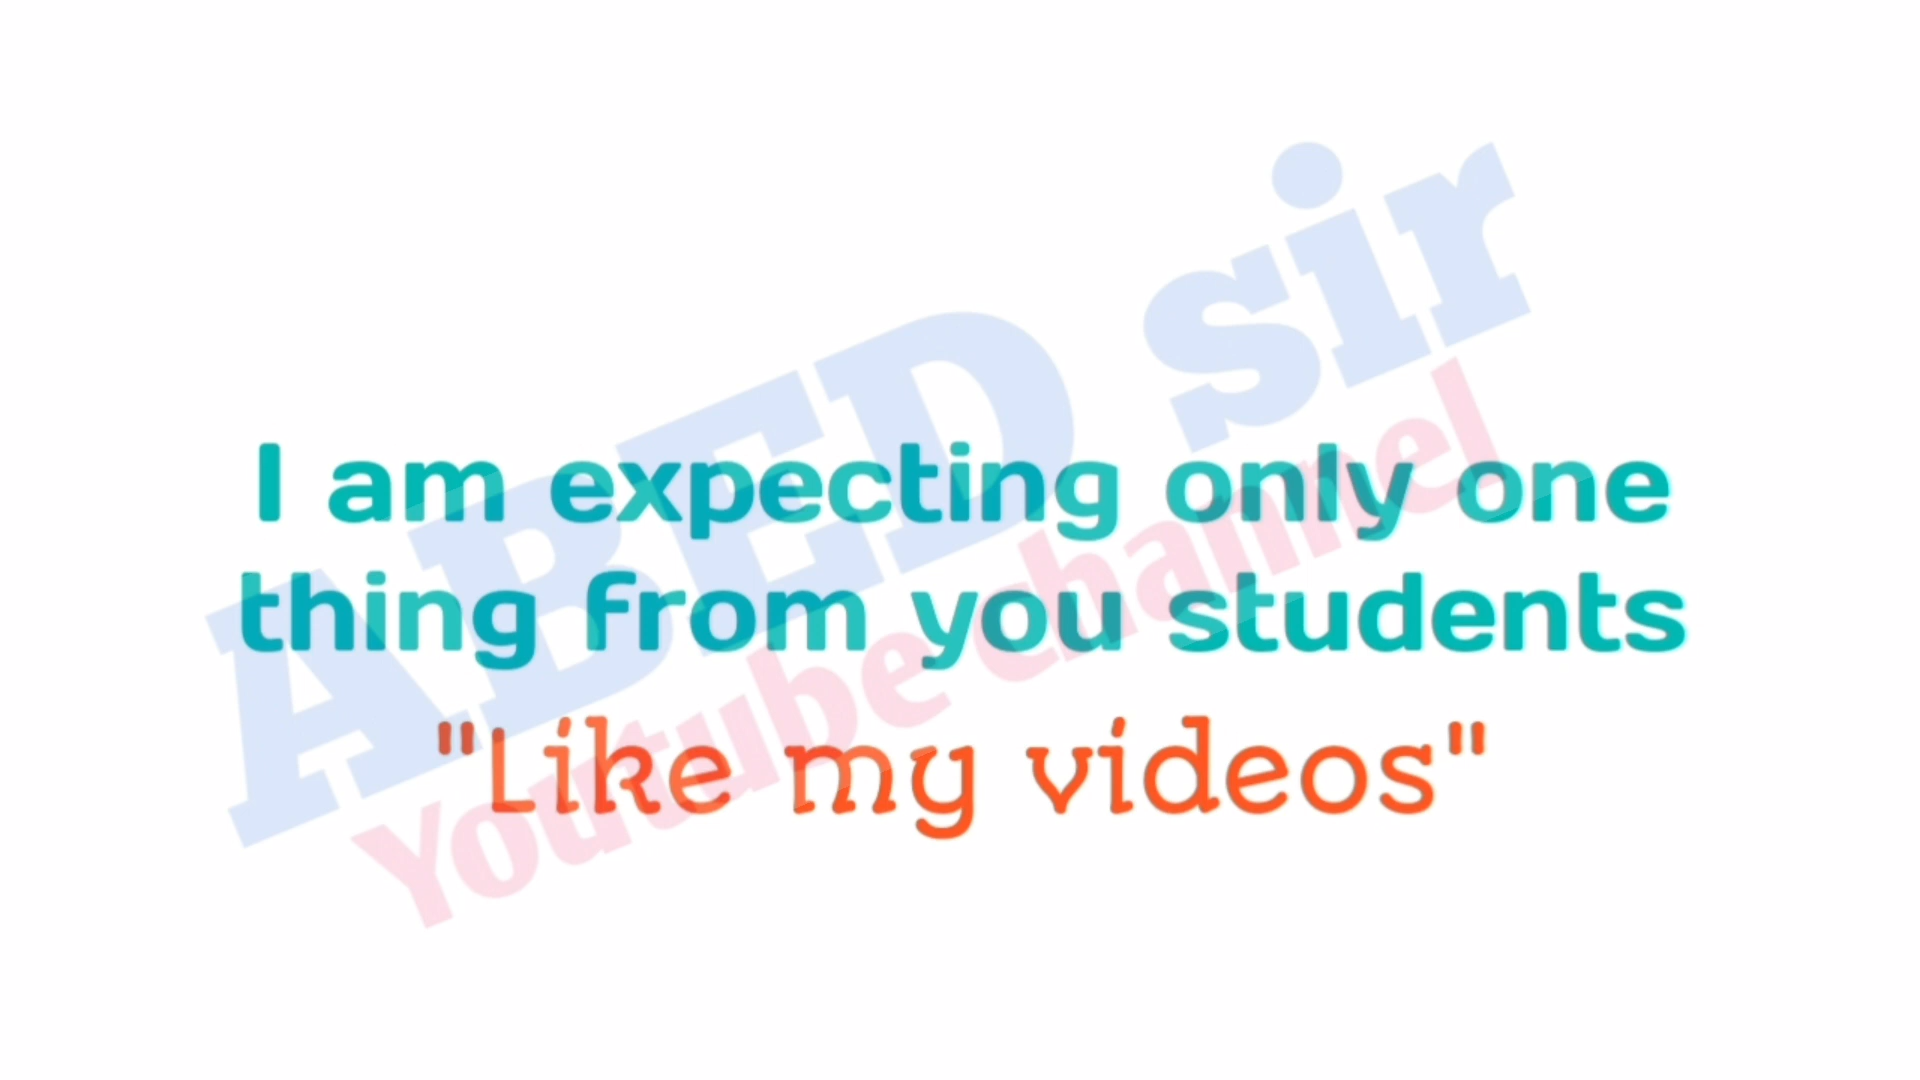 ABED sir
Youtube channel
I am expecting only one
thing from you students
"Like my videos"